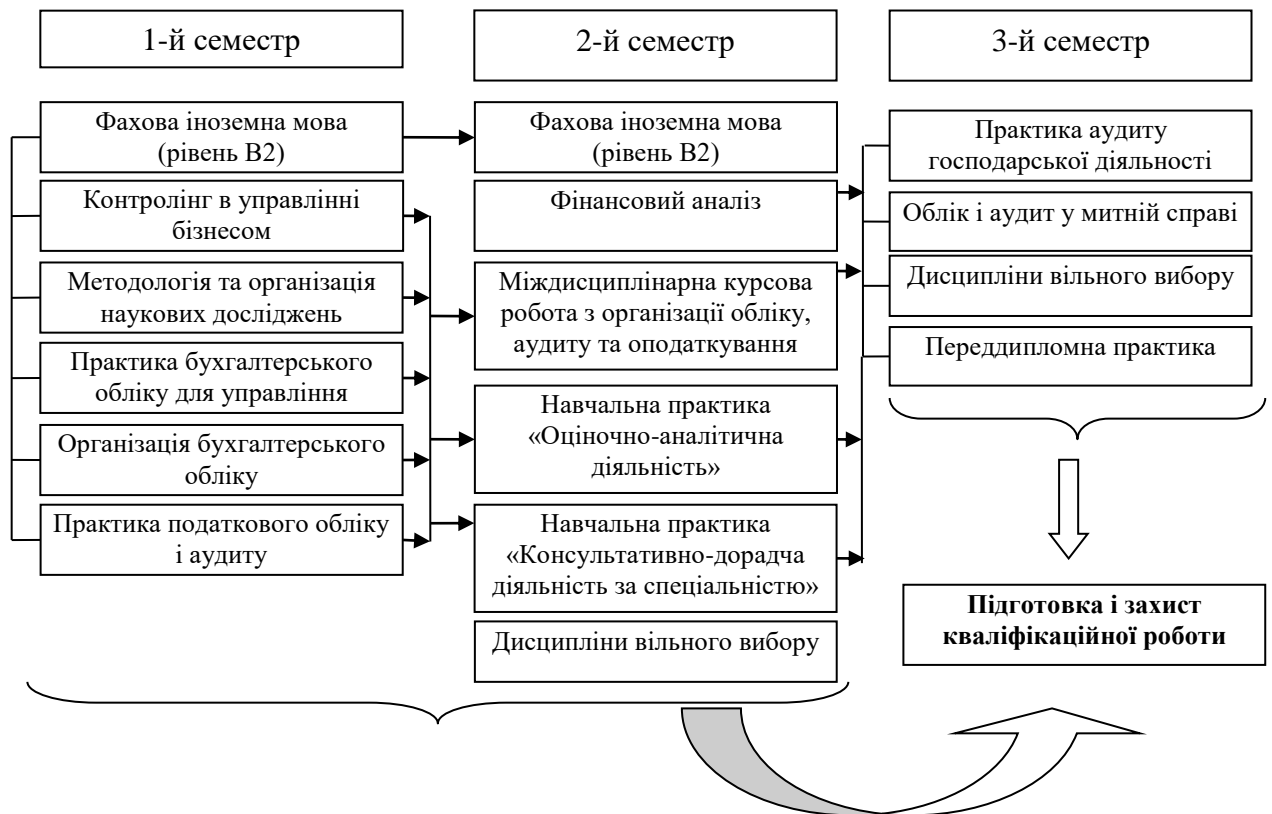 1-й семестр
2-й семестр
3-й семестр
Фахова іноземна мова
(рівень В2)
Контролінг в управлінні
бізнесом
Методологія та організація
наукових досліджень
Практика бухгалтерського
обліку для управління
Організація бухгалтерського
обліку
Практика податкового обліку
і аудиту
Фахова іноземна мова
(рівень В2)
Фінансовий аналіз
Міждисциплінарна курсова
робота з організації обліку,
аудиту та оподаткування
Навчальна практика
«Оціночно-аналітична
діяльність»
Навчальна практика
«Консультативно-дорадча
діяльність за спеціальністю»
Дисципліни вільного вибору
Практика аудиту
господарської діяльності
Облік і аудит у митній справі
Дисципліни вільного вибору
Переддипломна практика
Підготовка і захист
кваліфікаційної роботи